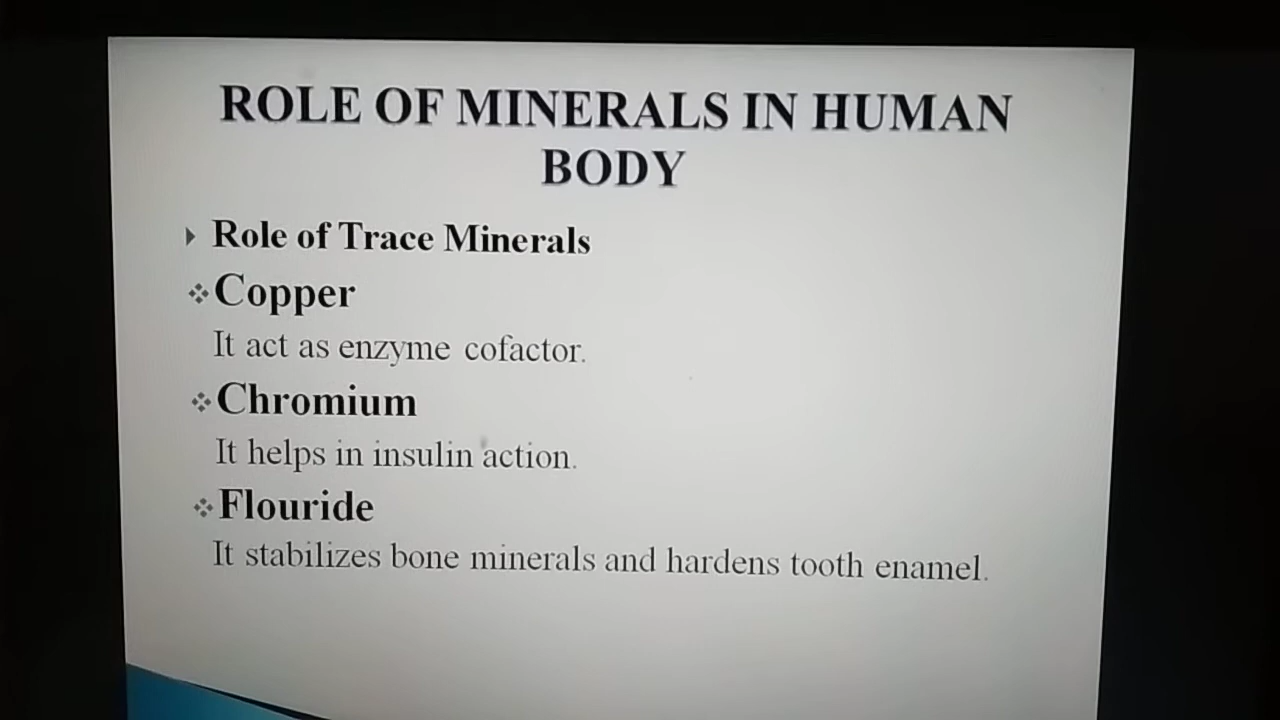 ROLE OF MINERALS IN HUMAN
BODY
Role of Trace Minerals
Copper
It act as enzyme cofactor.
Chromium
It helps in insulin action.
Flouride
It stabilizes bone minerals and hardens tooth enamel.